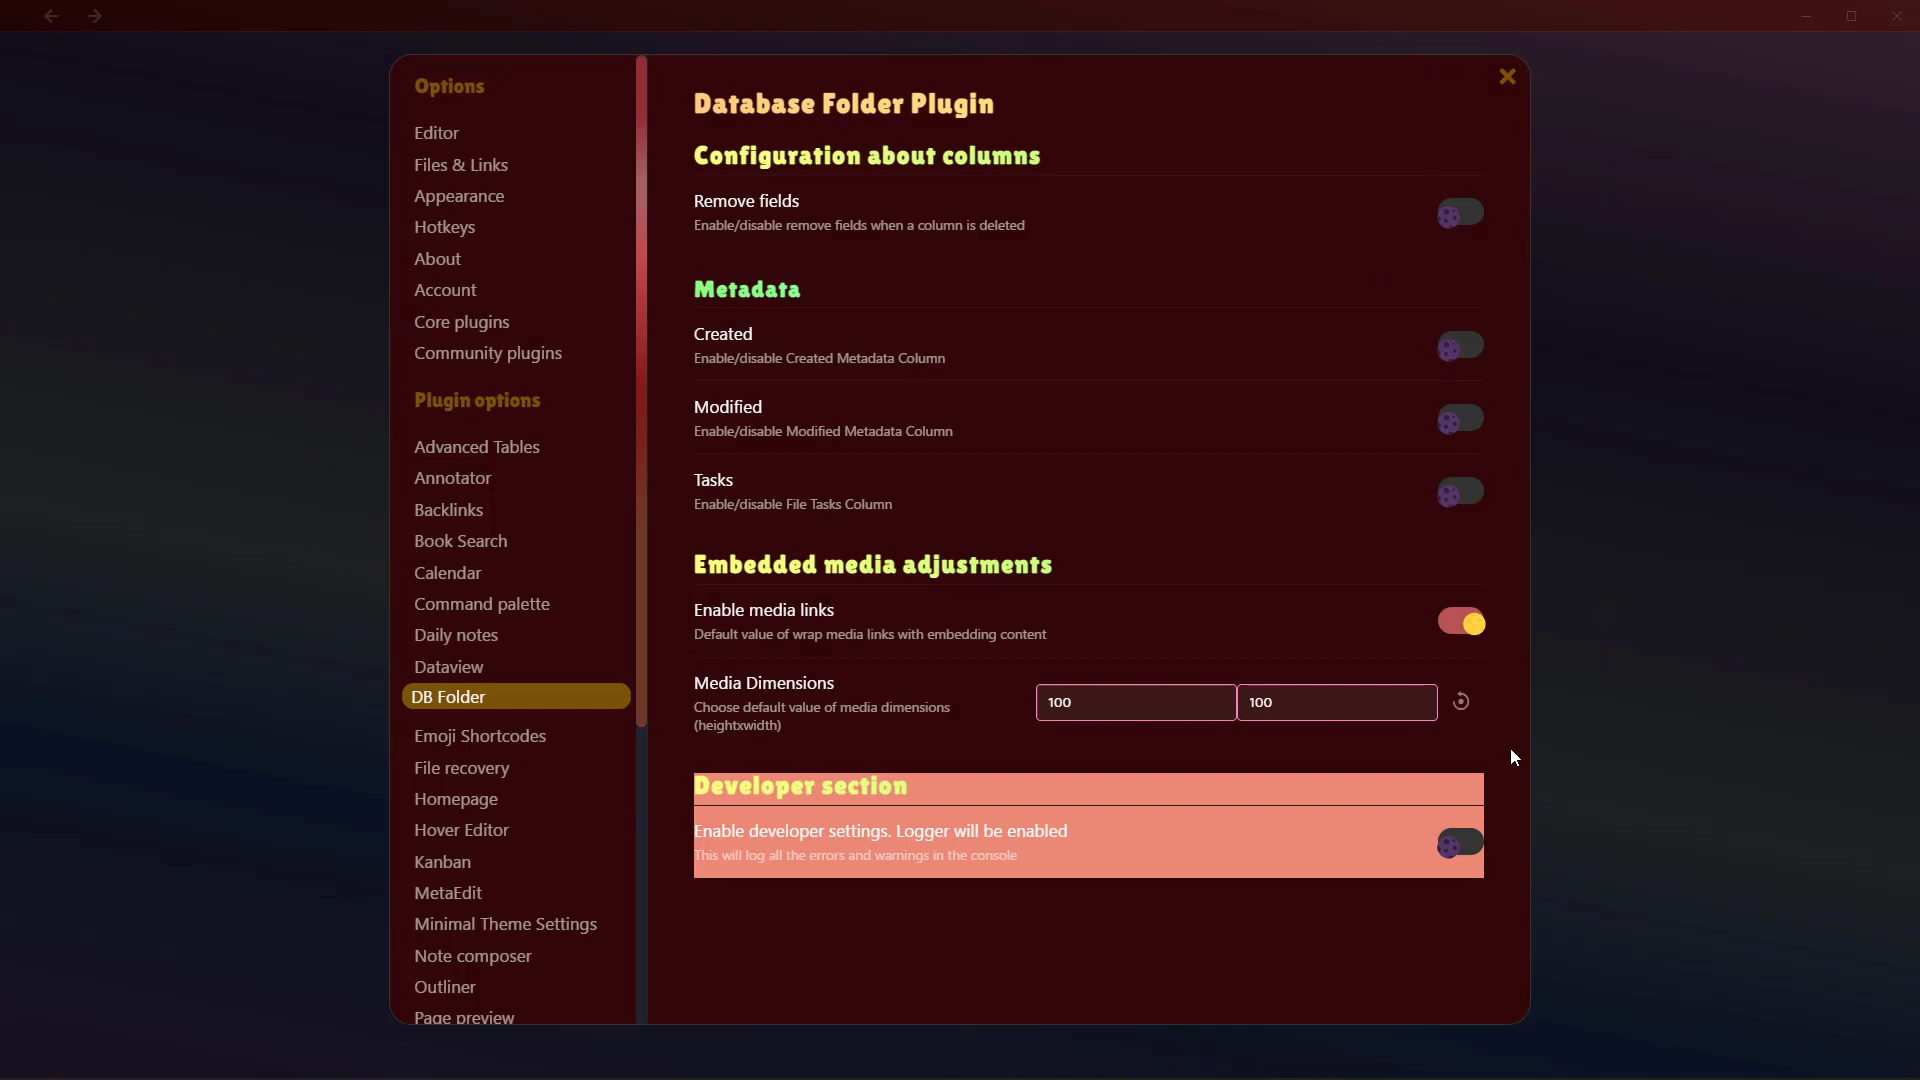 Options
Editor
Files & Links
Appearance
Hotkeys
About
Account
Core plugins
Community plugins
Plugin options
Advanced Tables
Annotator
Backlinks
Book Search
Calendar
Command palette
Daily notes
Dataview
DB Folder
Emoji Shortcodes
File recovery
Homepage
Hover Editor
Kanban
MetaEdit
Minimal Theme Settings
Note composer
Outliner
Page preview
Database Folder Plugin
Configuration about columns
Remove fields
Enable/disable remove fields when a column is deleted
Metadata
Created
Enable/disable Created Metadata Column
Modified
Enable/disable Modified Metadata Column
Tasks
Enable/disable File Tasks Column
Embedded media adjustments
Enable media links
Default value of wrap media links with embedding content
Media Dimensions
Choose default value of media dimensions
(heightxwidth)
100 100
Developer section
Enable developer settings. Logger will be enabled
This will log all the errors and warnings in the console